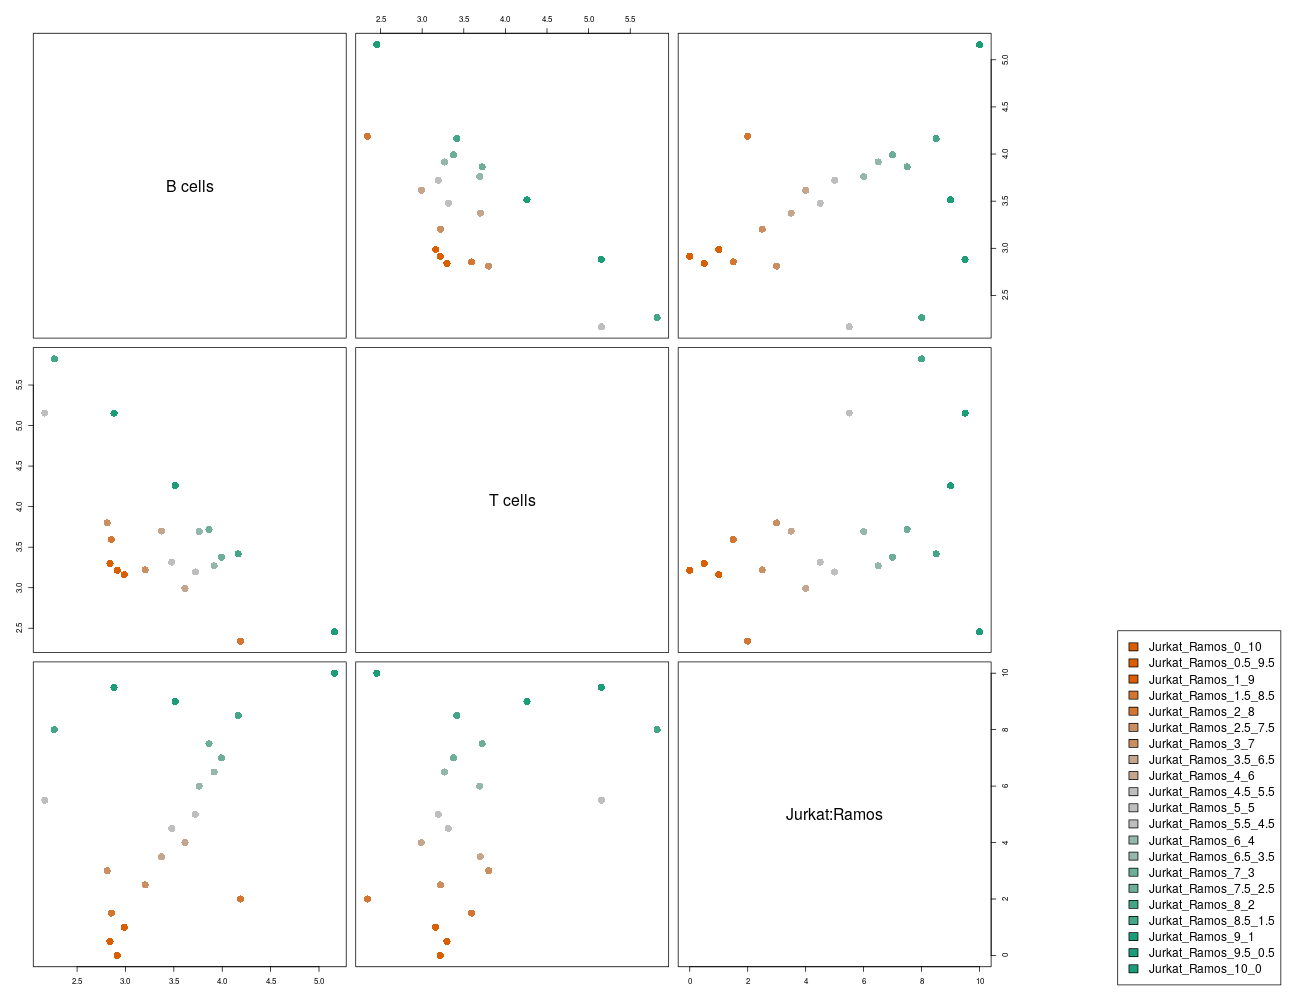 2.5 3.0 3.5 4.0 4.5 5.0 5.5
B cells
5.0
4.5
4.0
3.5
3.0
2.5
5.5
5.0
4.5
4.0
3.5
3.0
2.5
T cells
Jurkat:Ramos
10
8
6
4
2
0
2.5 3.0 3.5 4.0 4.5 5.0
0 2 4 6 8 10
Jurkat_Ramos_0_10
Jurkat_Ramos_0.5_9.5
Jurkat_Ramos_1_9
Jurkat_Ramos_1.5_8.5
Jurkat_Ramos_2_8
Jurkat_Ramos_2.5_7.5
Jurkat_Ramos_3_7
Jurkat_Ramos_3.5_6.5
Jurkat_Ramos_4_6
Jurkat_Ramos_4.5_5.5
Jurkat_Ramos_5_5
Jurkat_Ramos_5.5_4.5
Jurkat_Ramos_6_4
Jurkat_Ramos_6.5_3.5
Jurkat_Ramos_7_3
Jurkat_Ramos_7.5_2.5
Jurkat_Ramos_8_2
Jurkat_Ramos_8.5_1.5
Jurkat_Ramos_9_1
Jurkat_Ramos_9.5_0.5
Jurkat_Ramos_10_0